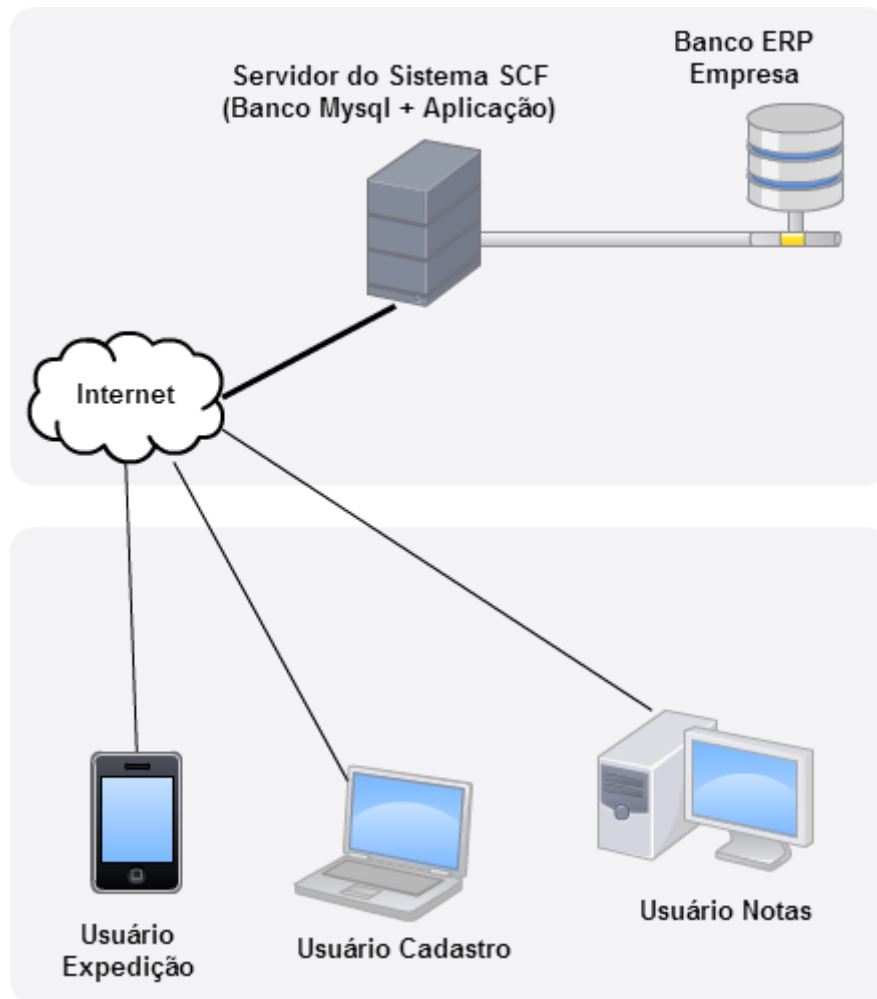 Banco ERP
Empresa
Servidor do Sistema SCF
(Banco Mysql + Aplicação)
Internet
Usuário
Expedição
Usuário Cadastro
Usuário Notas